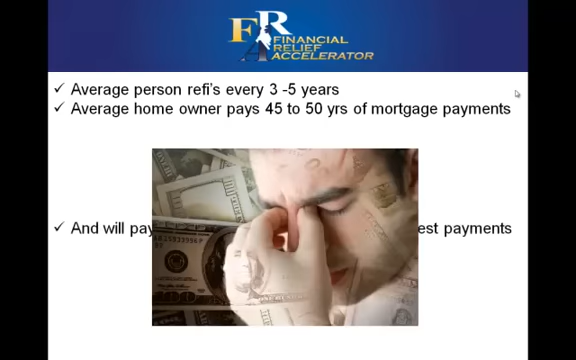 FRA
FINANCIAL
RELIEF
ACCELERATOR
✓ Average person refi's every 3 -5 years
✓ Average home owner pays 45 to 50 yrs of mortgage payments
✓ And will pay payments